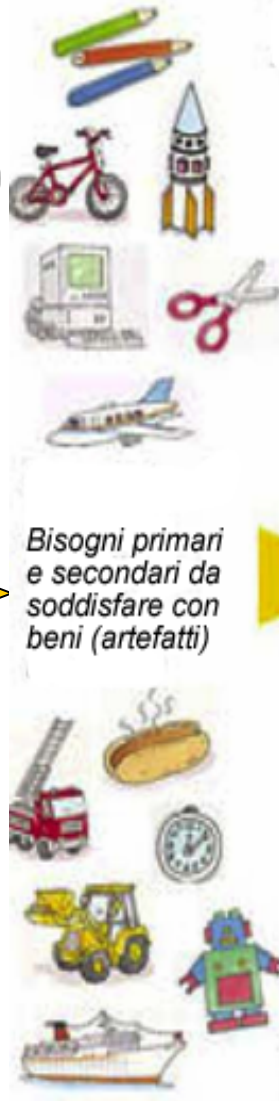 Bisogni primari
e secondari da
soddisfare con
beni (artefatti)